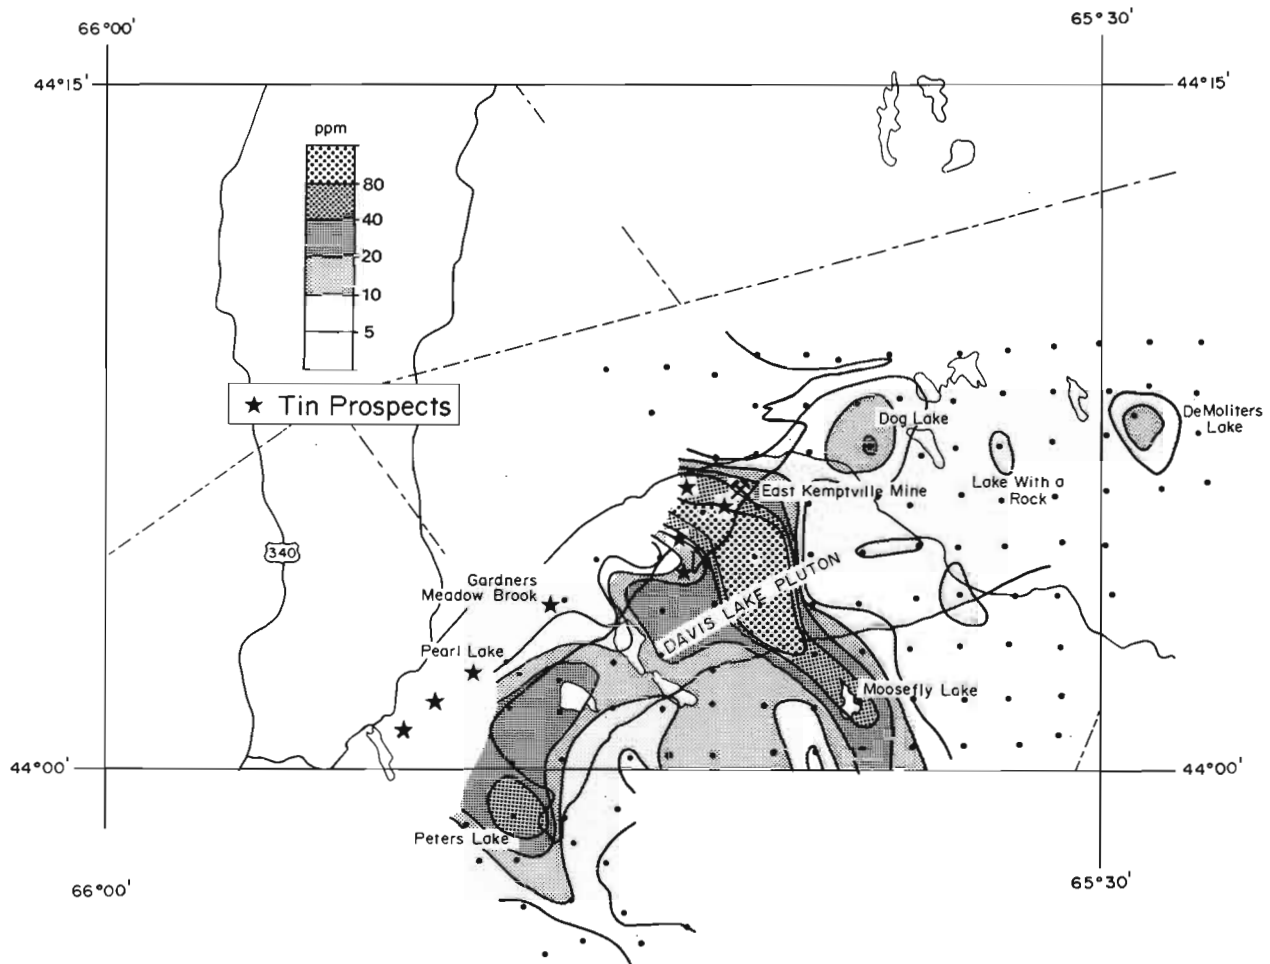 66°00'
65°30'
44°15'
44°15'
ppm
80
40
20
10
5
★ Tin Prospects
Dog Lake
DeMoliters
Lake
East Kemptville Mine
Lake With a
Rock
340
DAVIS LAKE PLUTON
Gardners
Meadow Brook
Pearl Lake
Moosefly Lake
44°00'
44°00'
Peters Lake
66°00'
65°30'